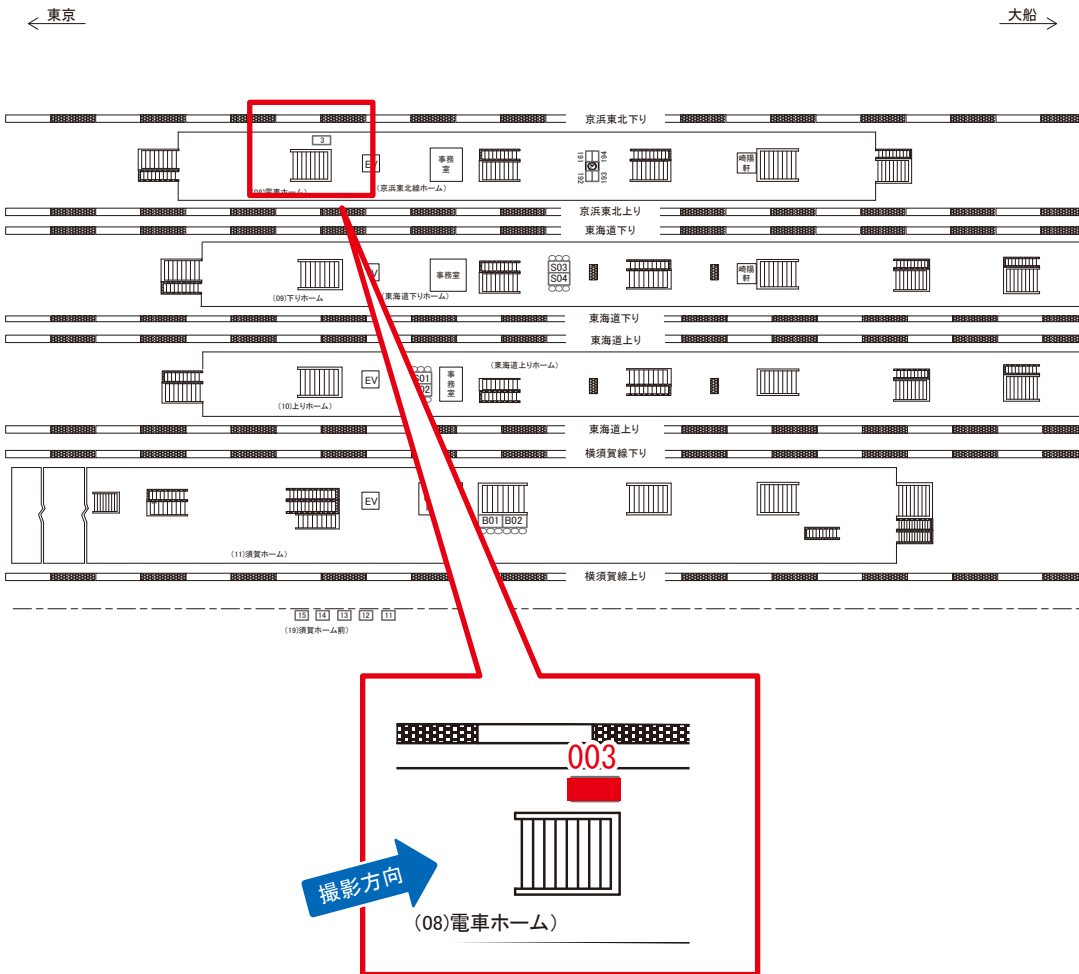 東京
大船
京浜東北下り
3
EV
事務室
161
194
162
193
崎陽軒
(08)電車ホーム)
(京浜東北線ホーム)
京浜東北上り
東海道下り
事務室
S03
S04
崎陽軒
(09)下りホーム
(東海道下りホーム)
東海道下り
東海道上り
(東海道上りホーム)
EV
事務室
(10)上りホーム)
東海道上り
横須賀線下り
EV
B01 B02
(11)須賀ホーム)
横須賀線上り
15 14 13 12 11
(19)須賀ホーム前)
003
撮影方向
(08)電車ホーム)